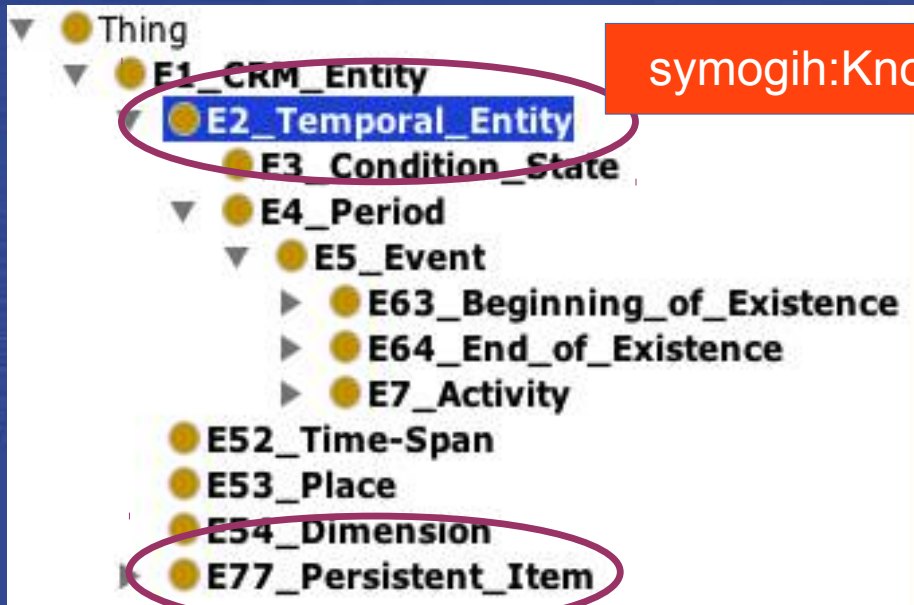 Thing
E1_CRM_Entity
symogih:Kno
E2_Temporal_Entity
E3_Condition_State
E4_Period
E5_Event
E63_Beginning_of_Existence
E64_End_of_Existence
E7_Activity
E52_Time-Span
E53_Place
E54_Dimension
E77_Persistent_Item